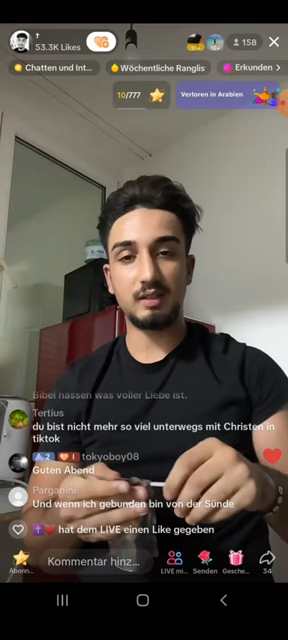 †
53.3K Likes
158
Chatten und Int...
Wöchentliche Ranglis
Erkunden >
10/777
Verloren in Arabien
Bibel hassen was voller Liebe ist.
Tertius
du bist nicht mehr so viel unterwegs mit Christen in
tiktok
2 1 tokyoboy08
Guten Abend
Parganini
Und wenn ich gebunden bin von der Sünde
hat dem LIVE einen Like gegeben
Kommentar hinz...
Abonn...
LIVE mi...
Senden
Gesche...
34